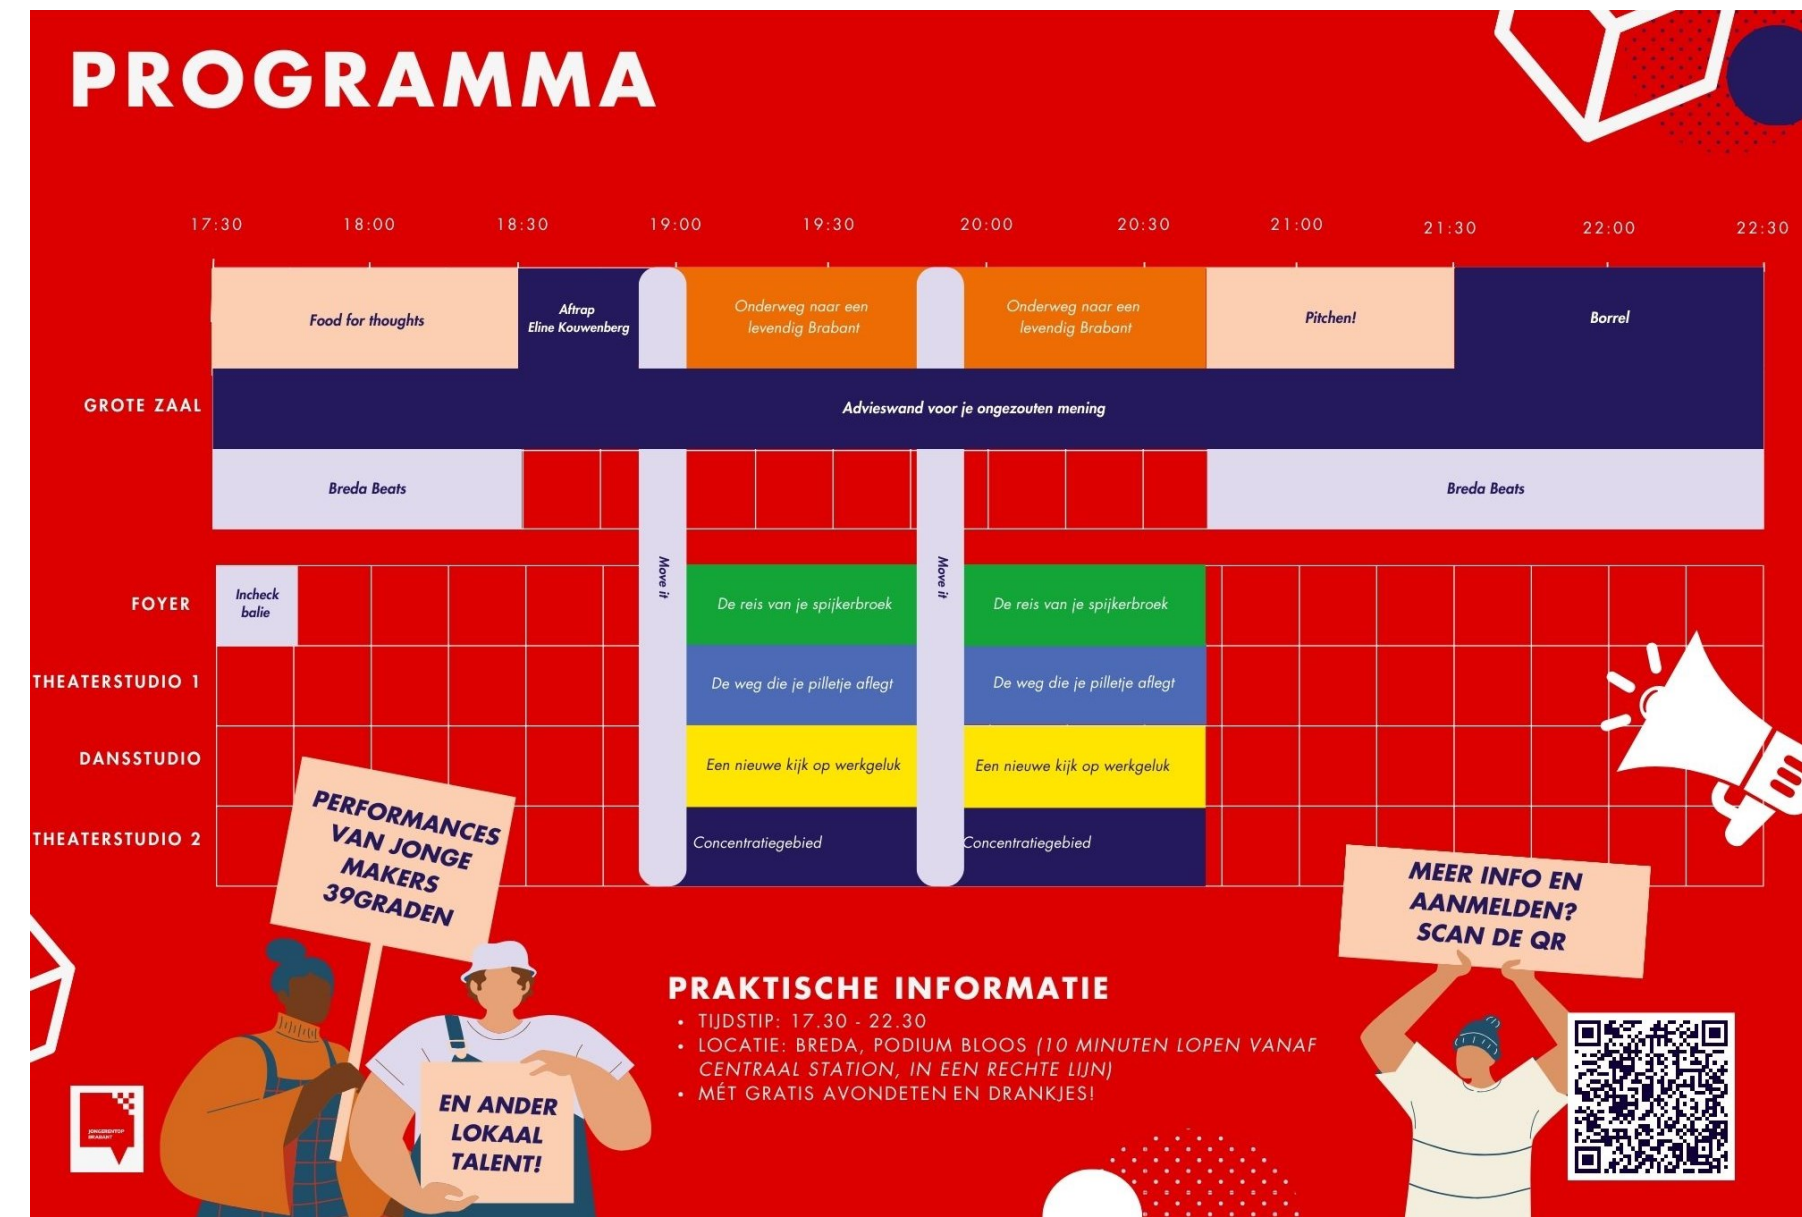 PROGRAMMA
17:30 18:00 18:30 19:00 19:30 20:00 20:30 21:00 21:30 22:00 22:30
Food for thoughts
Aftrap
Eline Kouwenberg
Onderweg naar een
levendig Brabant
Onderweg naar een
levendig Brabant
Pitchen!
Borrel
GROTE ZAAL
Advieswand voor je ongezouten mening
Breda Beats
Breda Beats
Move it
Move it
FOYER
Incheck
balie
De reis van je spijkerbroek
De reis van je spijkerbroek
THEATERSTUDIO 1
De weg die je pilletje aflegt
De weg die je pilletje aflegt
DANSSTUDIO
Een nieuwe kijk op werkgeluk
Een nieuwe kijk op werkgeluk
THEATERSTUDIO 2
Concentratiegebied
Concentratiegebied
PERFORMANCES
VAN JONGE
MAKERS
39GRADEN
EN ANDER
LOKAAL
TALENT!
MEER INFO EN
AANMELDEN?
SCAN DE QR
PRAKTISCHE INFORMATIE
• TIJDSTIP: 17.30 - 22.30
• LOCATIE: BREDA, PODIUM BLOOS (10 MINUTEN LOPEN VANAF
CENTRAAL STATION, IN EEN RECHTE LIJN)
• MÉT GRATIS AVONDETEN EN DRANKJES!
JONGERENTOP
BRABANT